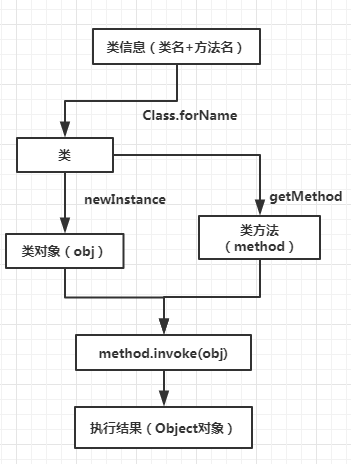 类信息（类名+方法名）
Class.forName
类
newInstance
getMethod
类对象（obj）
类方法
（method）
method.invoke(obj)
执行结果（Object对象）